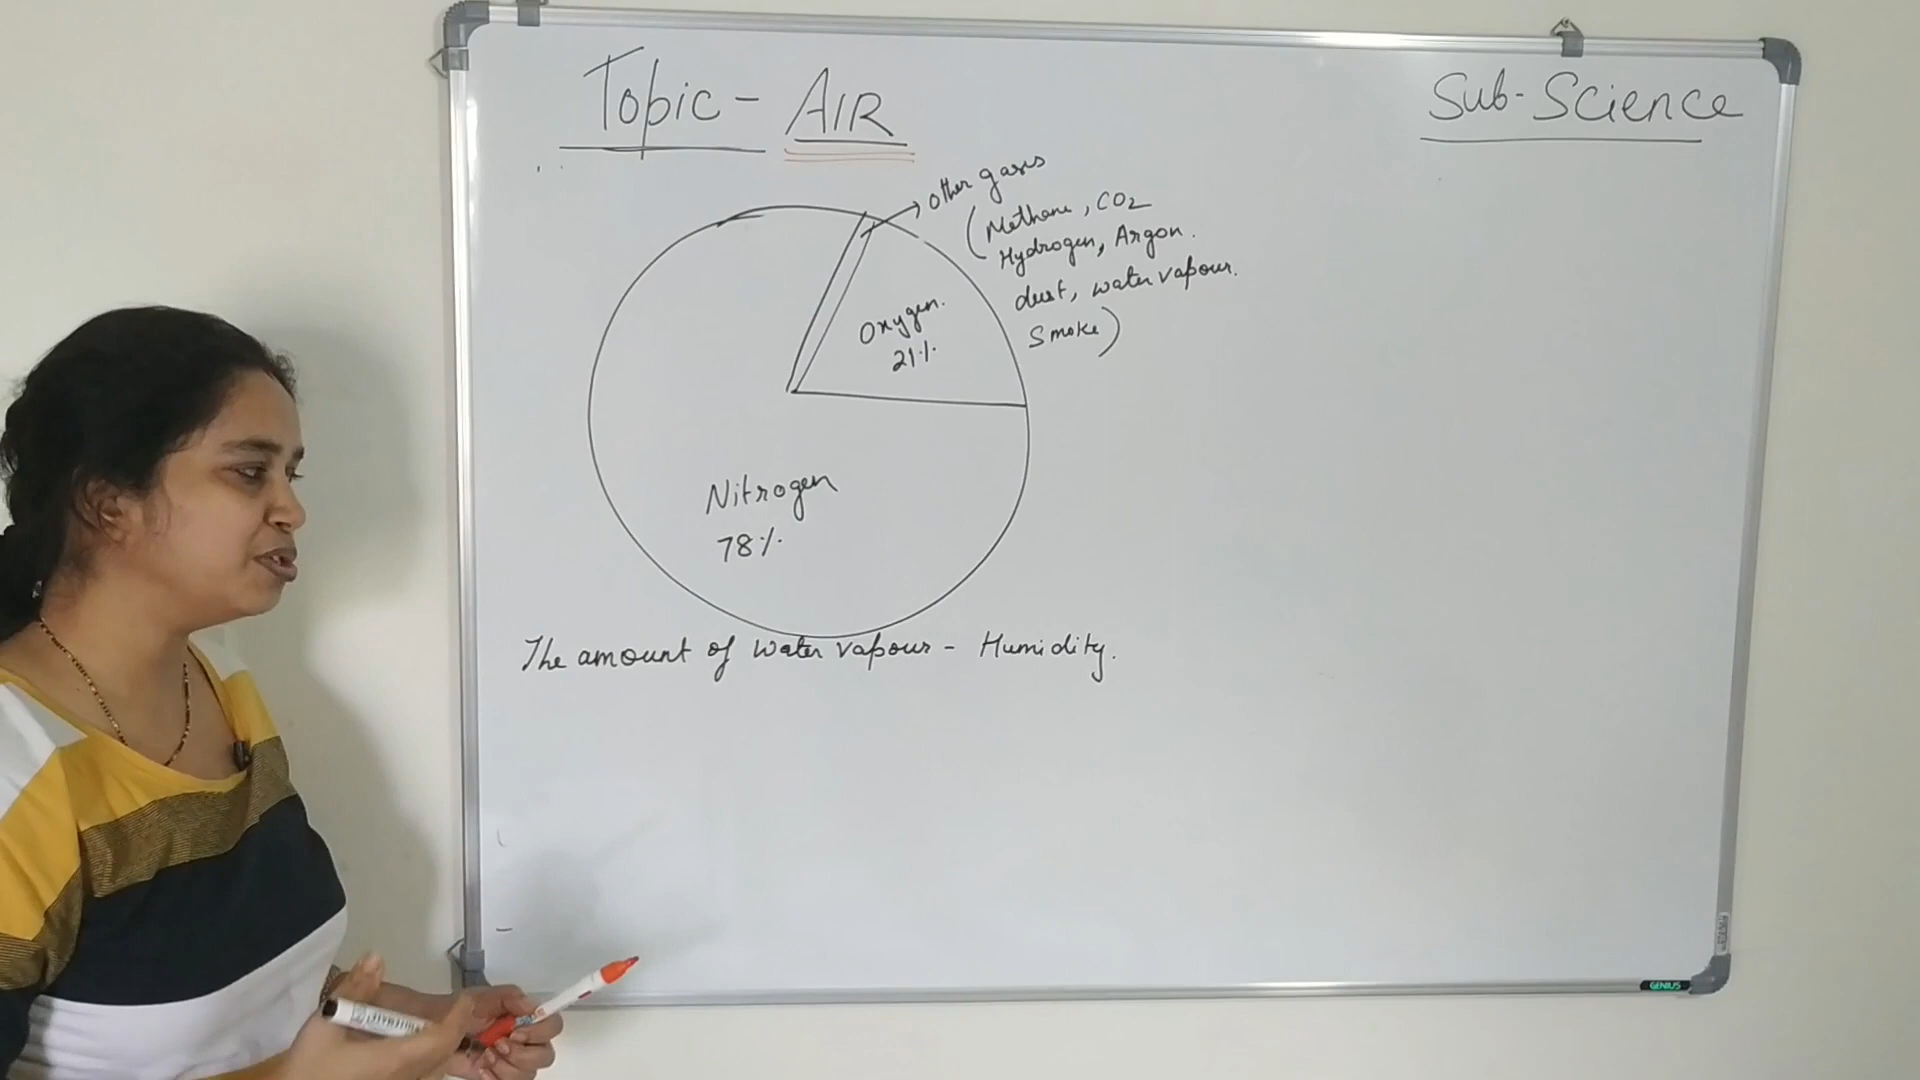 Topic - AIR
Sub- Science
Other gases
(Methane, CO2
Hydrogen, Argon.
dust, water vapour.
Smoke)
Oxygen.
21%
Nitrogen
78%
The amount of water vapour - Humidity.
GENIUS